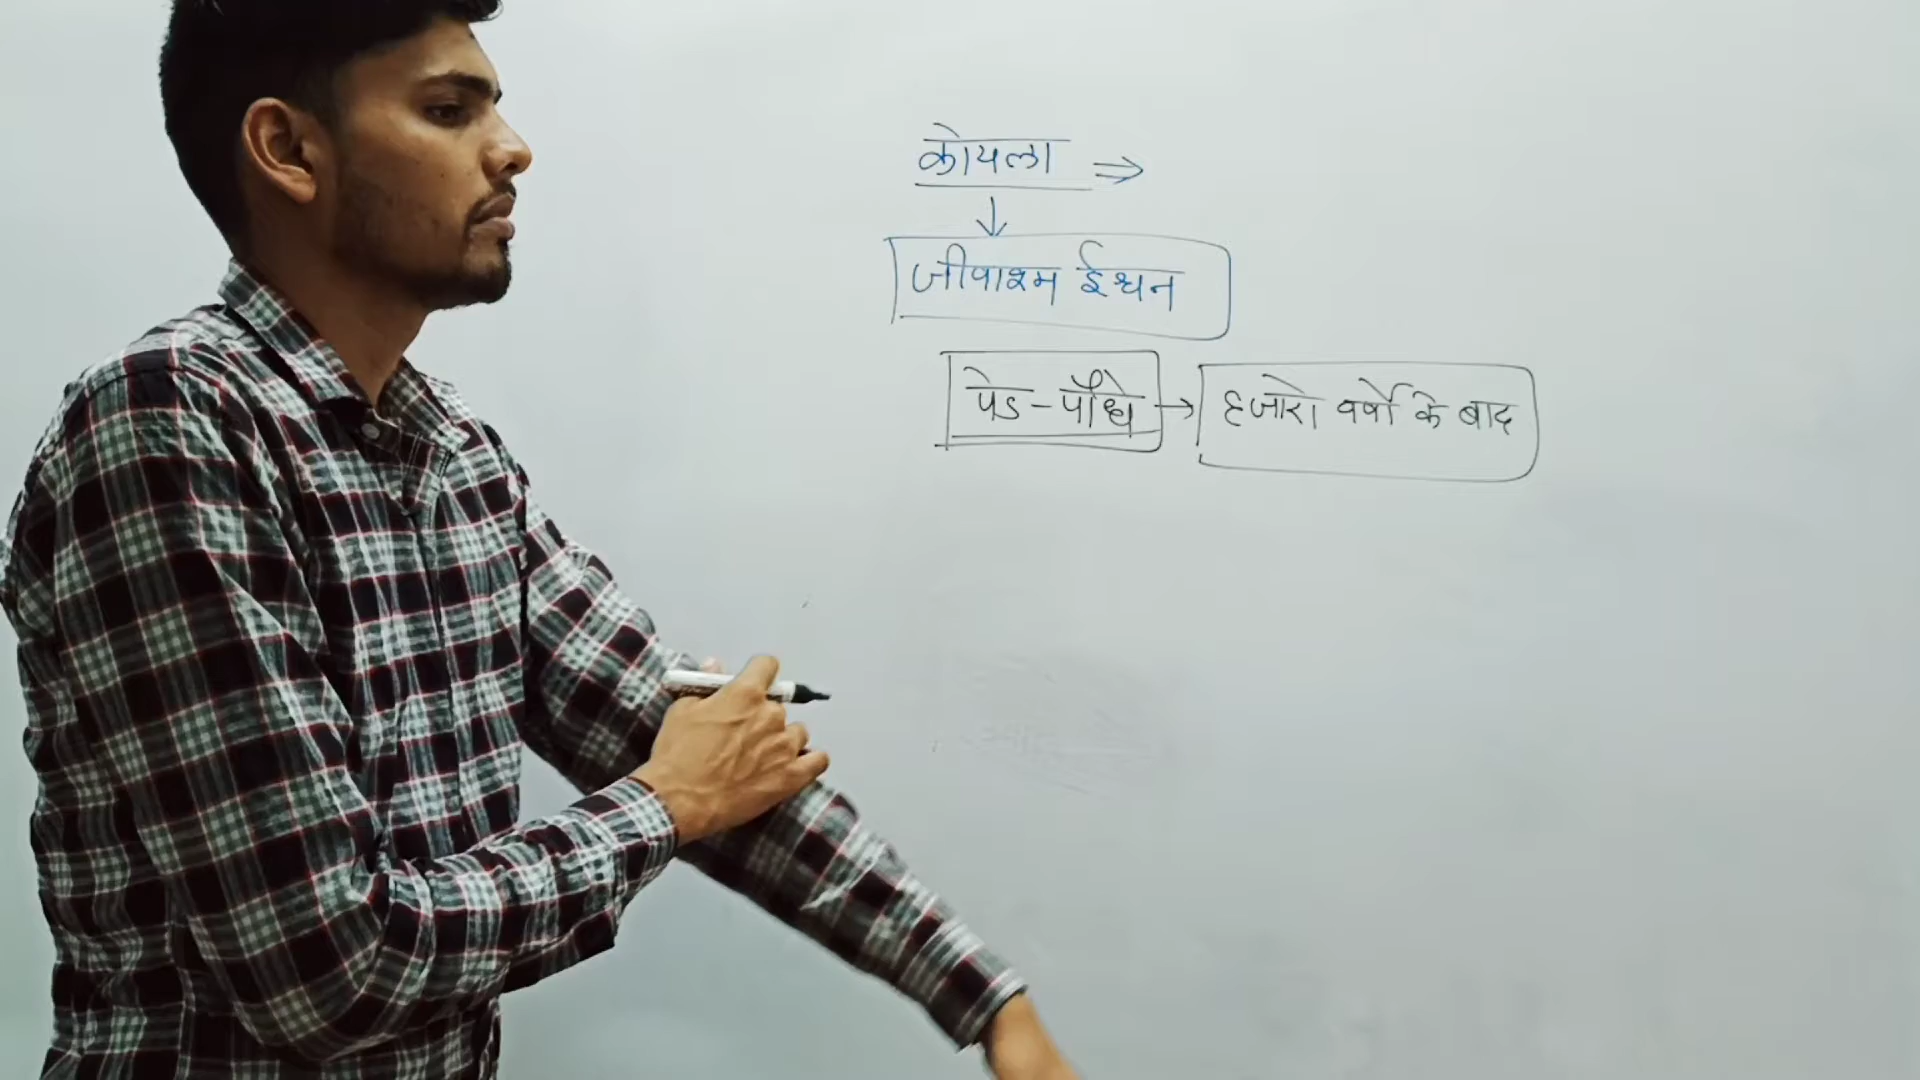 कोयला ⇒
↓
जीवाश्म ईंधन
पेड-पौधे → हजारो वर्षो के बाद